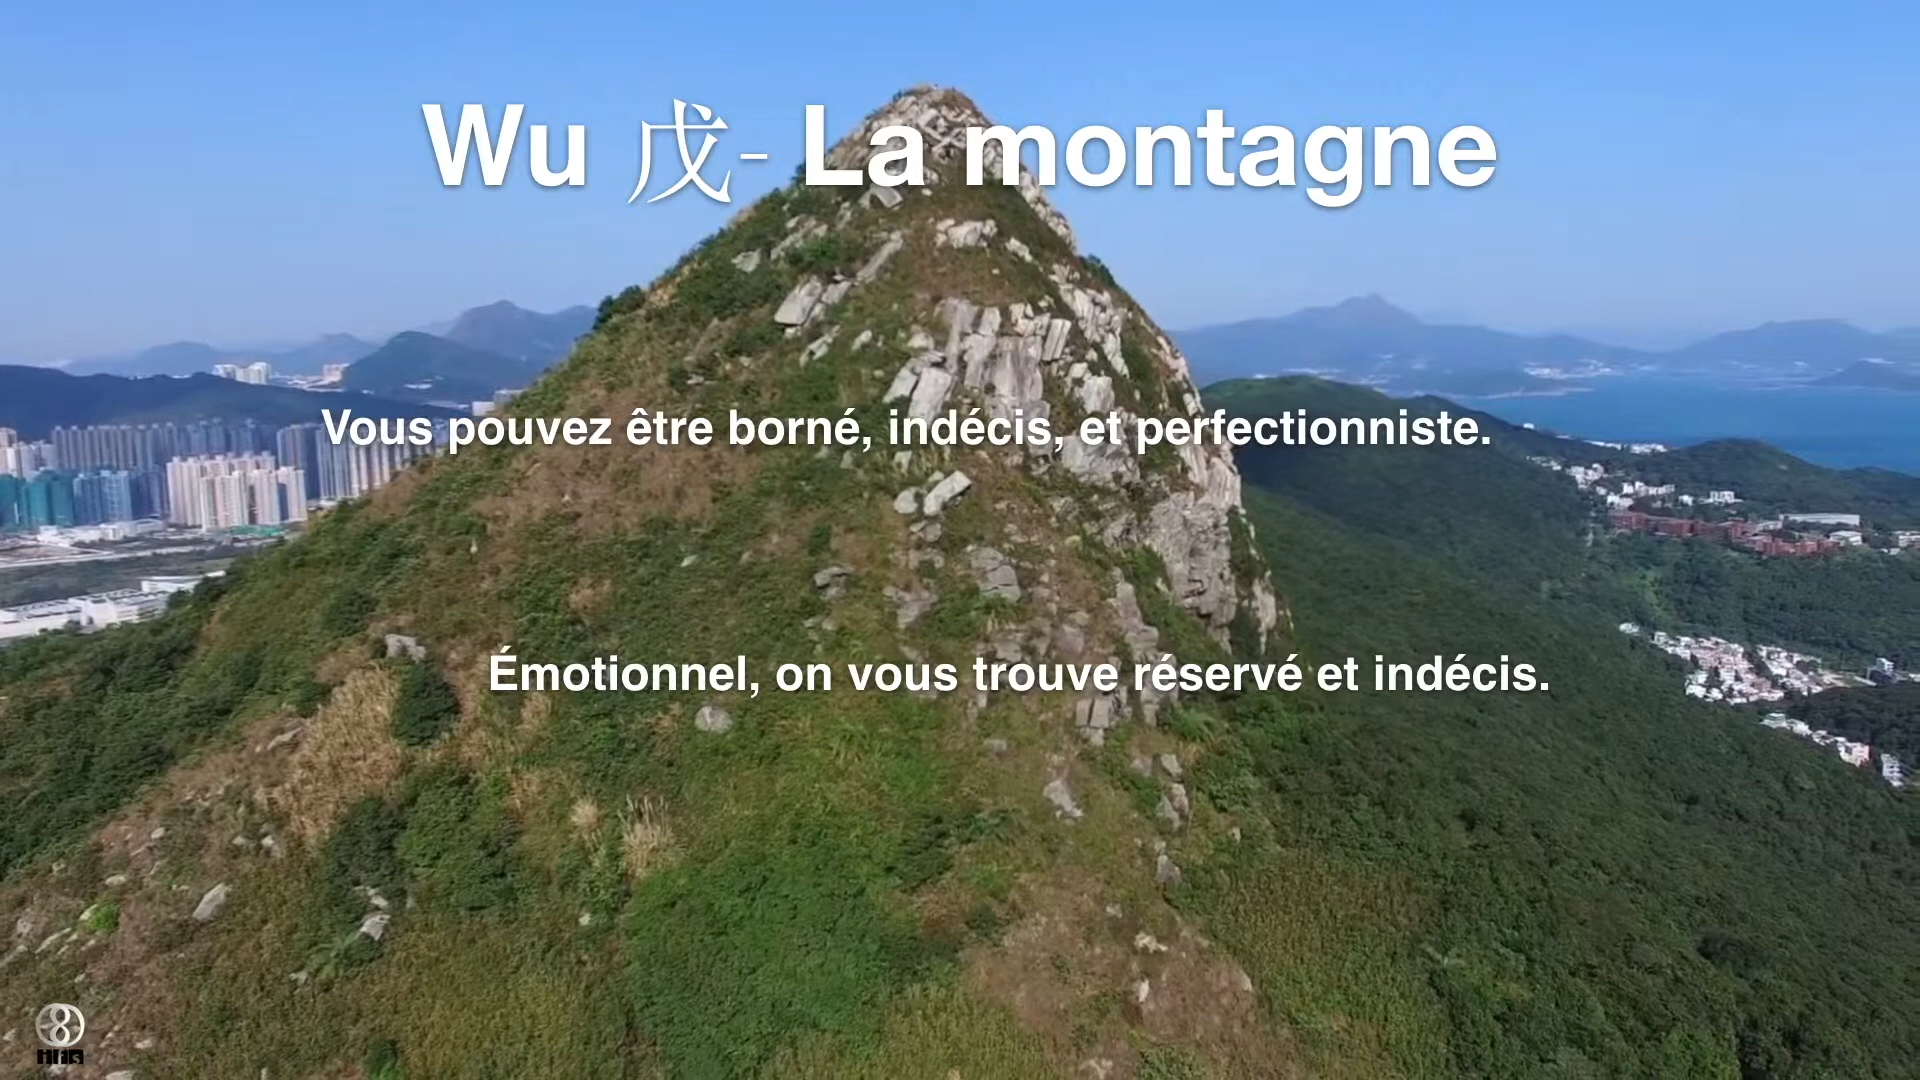 Wu 戊- La montagne
Vous pouvez être borné, indécis, et perfectionniste.
Émotionnel, on vous trouve réservé et indécis.